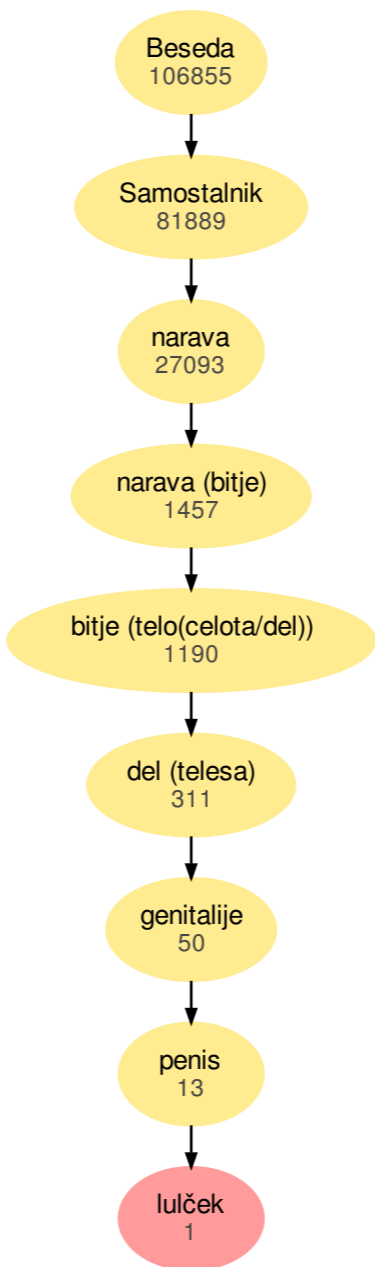 Beseda
106855
Samostalnik
81889
narava
27093
narava (bitje)
1457
bitje (telo(celota/del))
1190
del (telesa)
311
genitalije
50
penis
13
lulček
1